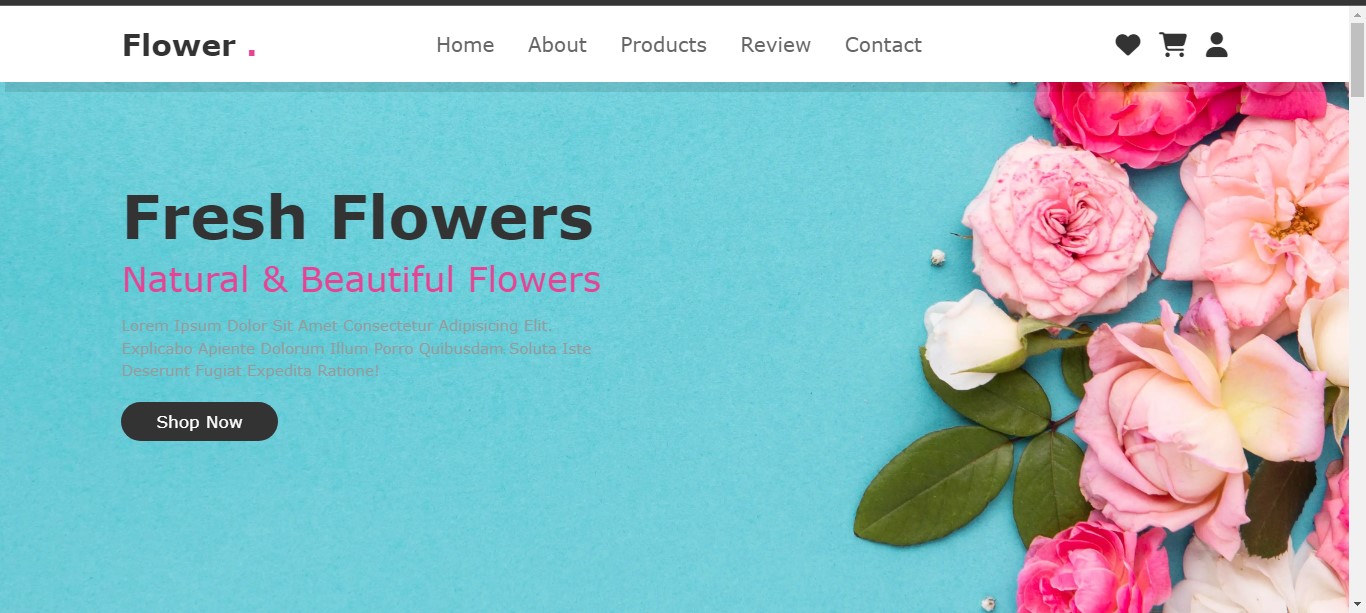 Flower .
Home About Products Review Contact
Fresh Flowers
Natural & Beautiful Flowers
Lorem Ipsum Dolor Sit Amet Consectetur Adipisicing Elit.
Explicabo Apiente Dolorum Illum Porro Quibusdam Soluta Iste
Deserunt Fugiat Expedita Ratione!
Shop Now